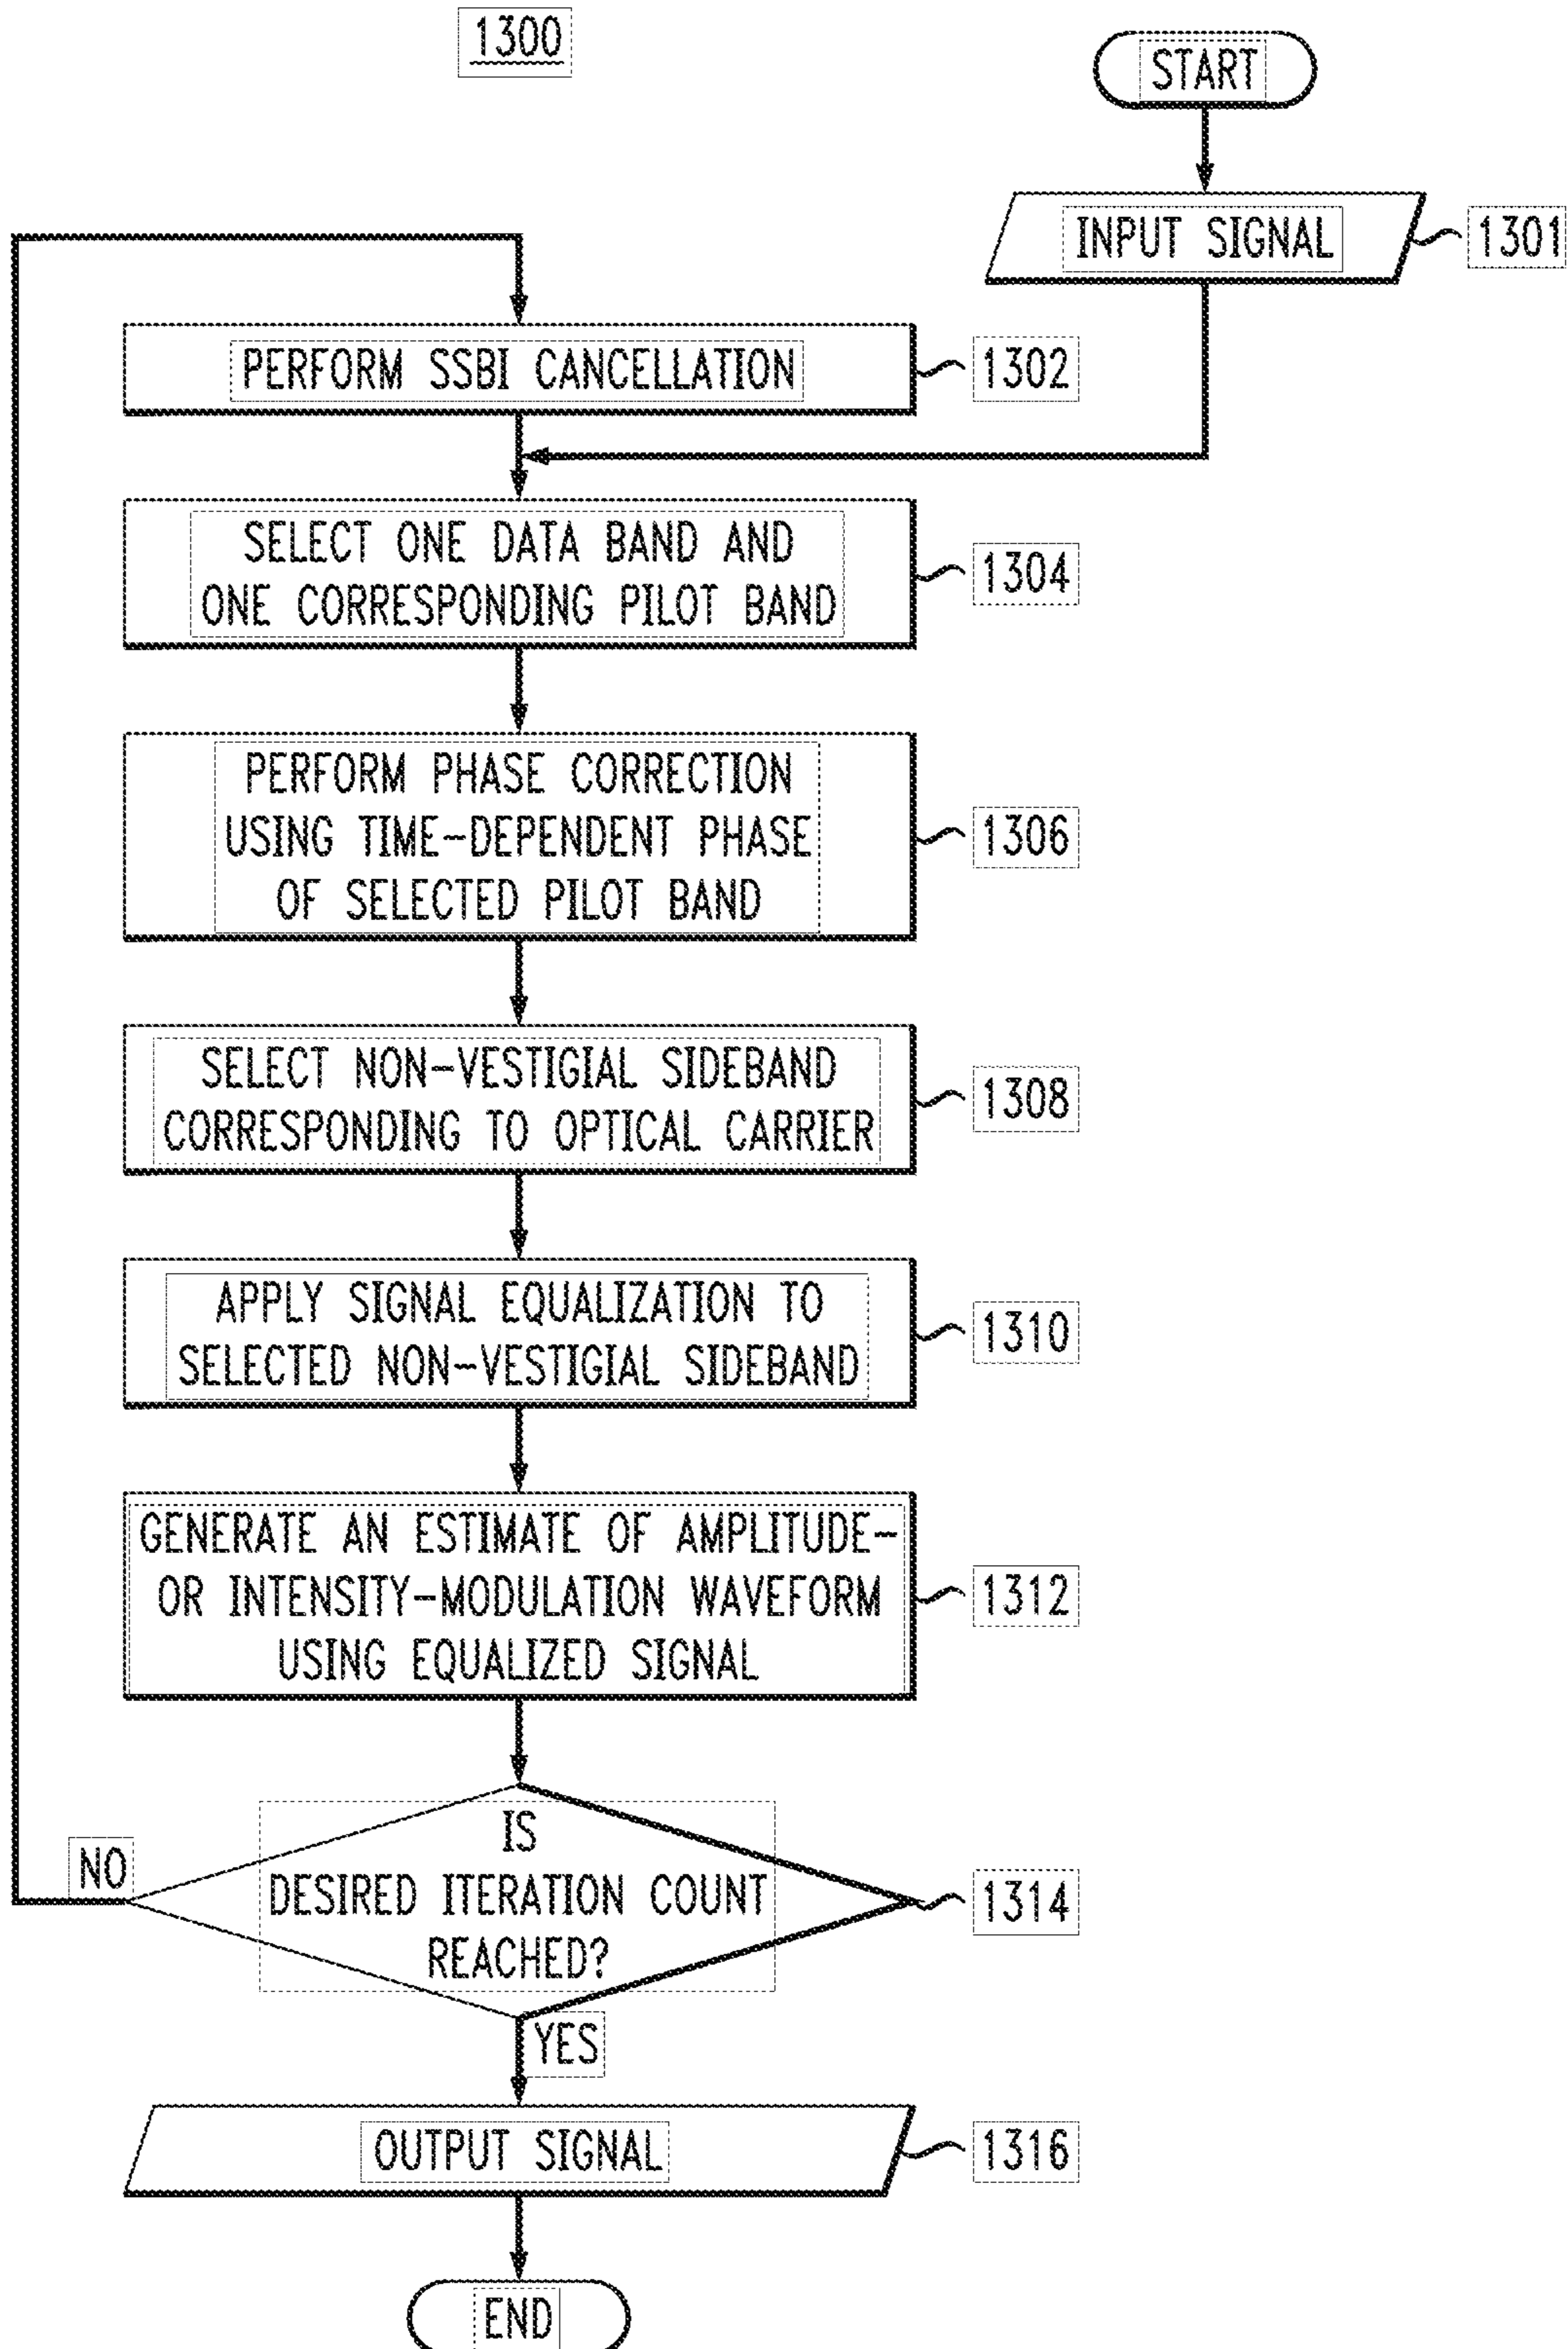 1300
START
INPUT SIGNAL
1301
PERFORM SSBI CANCELLATION
1302
SELECT ONE DATA BAND AND
ONE CORRESPONDING PILOT BAND
1304
PERFORM PHASE CORRECTION
USING TIME-DEPENDENT PHASE
OF SELECTED PILOT BAND
1306
SELECT NON-VESTIGIAL SIDEBAND
CORRESPONDING TO OPTICAL CARRIER
1308
APPLY SIGNAL EQUALIZATION TO
SELECTED NON-VESTIGIAL SIDEBAND
1310
GENERATE AN ESTIMATE OF AMPLITUDE-
OR INTENSITY-MODULATION WAVEFORM
USING EQUALIZED SIGNAL
1312
NO
IS
DESIRED ITERATION COUNT
REACHED?
1314
YES
OUTPUT SIGNAL
1316
END